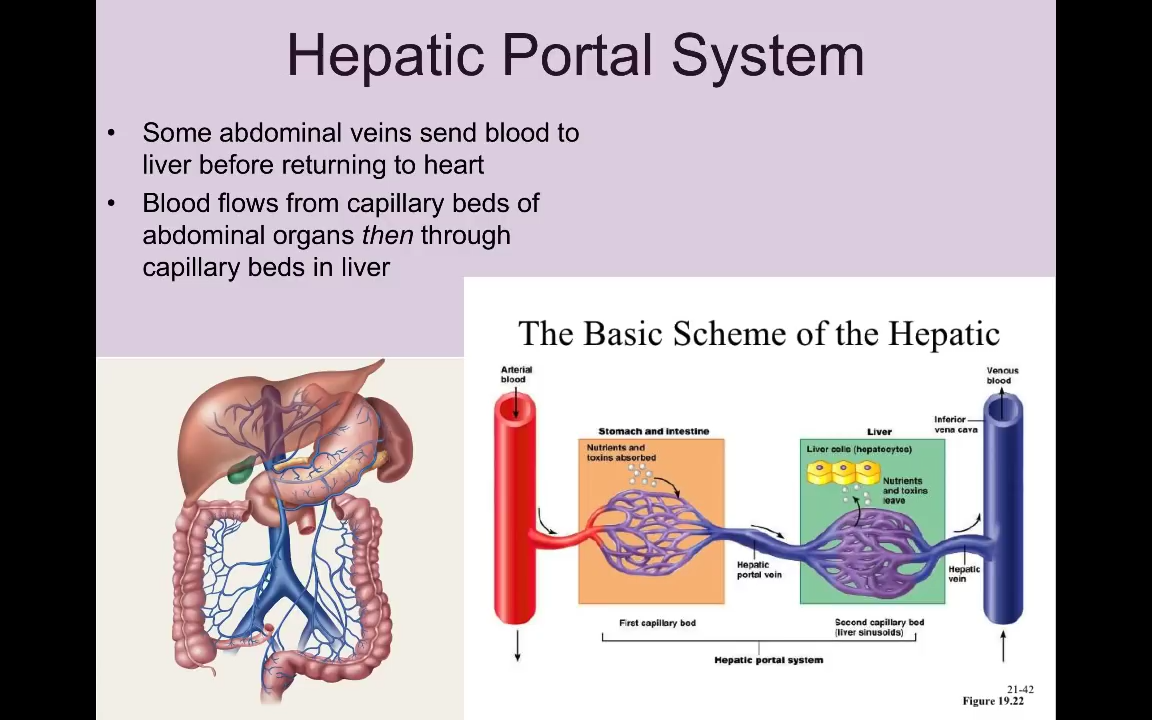 Hepatic Portal System
• Some abdominal veins send blood to
liver before returning to heart
• Blood flows from capillary beds of
abdominal organs then through
capillary beds in liver
The Basic Scheme of the Hepatic
Arterial
blood
Venous
blood
Inferior
vena cava
Stomach and intestine
Liver
Nutrients and
toxins absorbed
Liver cells (hepatocytes)
Nutrients
and toxins
leave
Hepatic
portal vein
Hepatic
vein
First capillary bed
Second capillary bed
(liver sinusoids)
Hepatic portal system
21-42
Figure 19.22